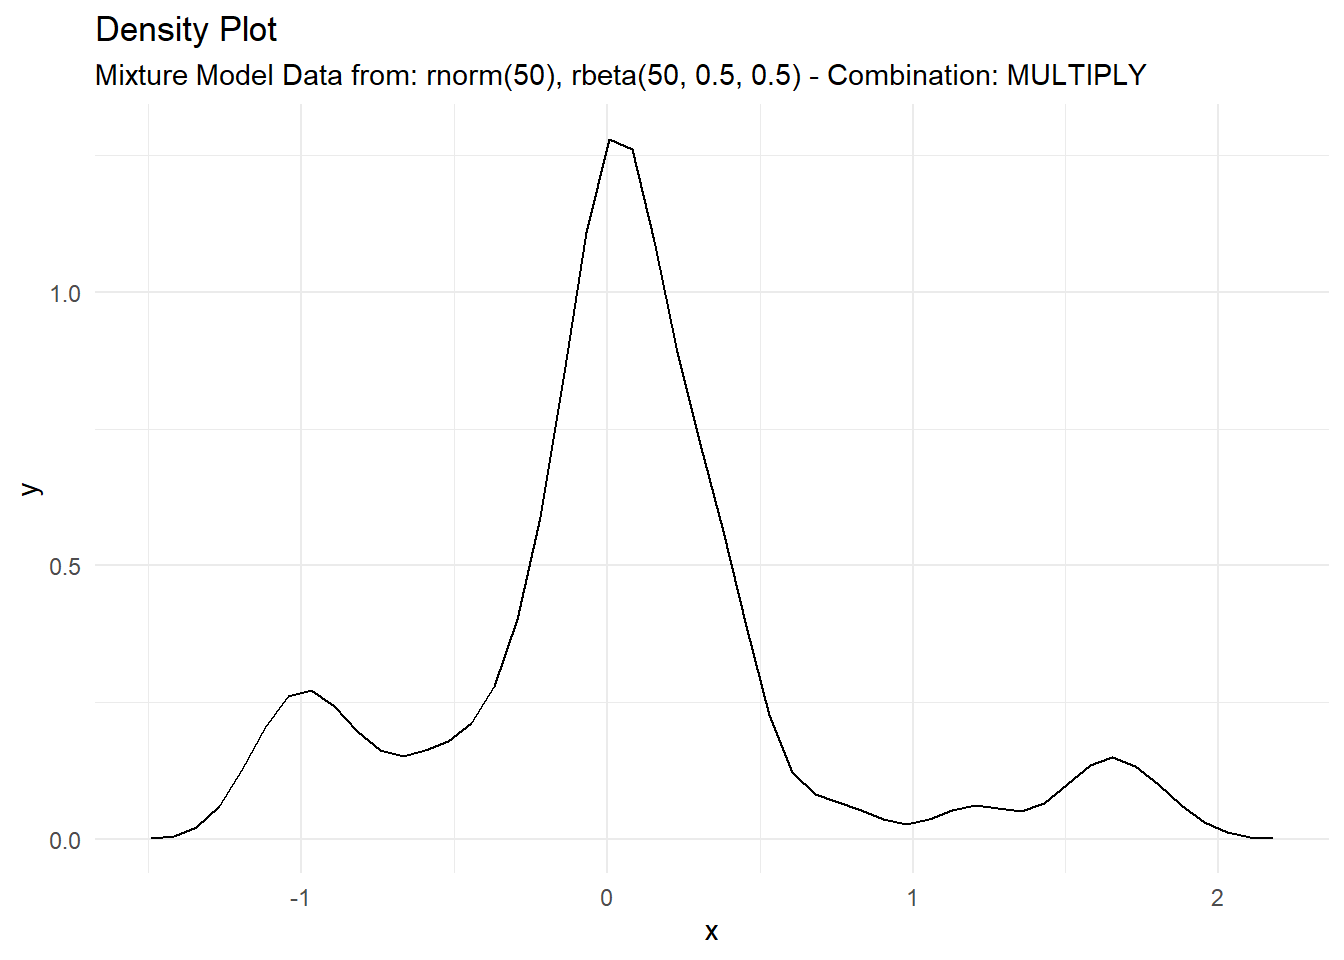 Density Plot
Mixture Model Data from: rnorm(50), rbeta(50, 0.5, 0.5) - Combination: MULTIPLY
1.0
0.5
0.0
y
-1
0
1
2
x